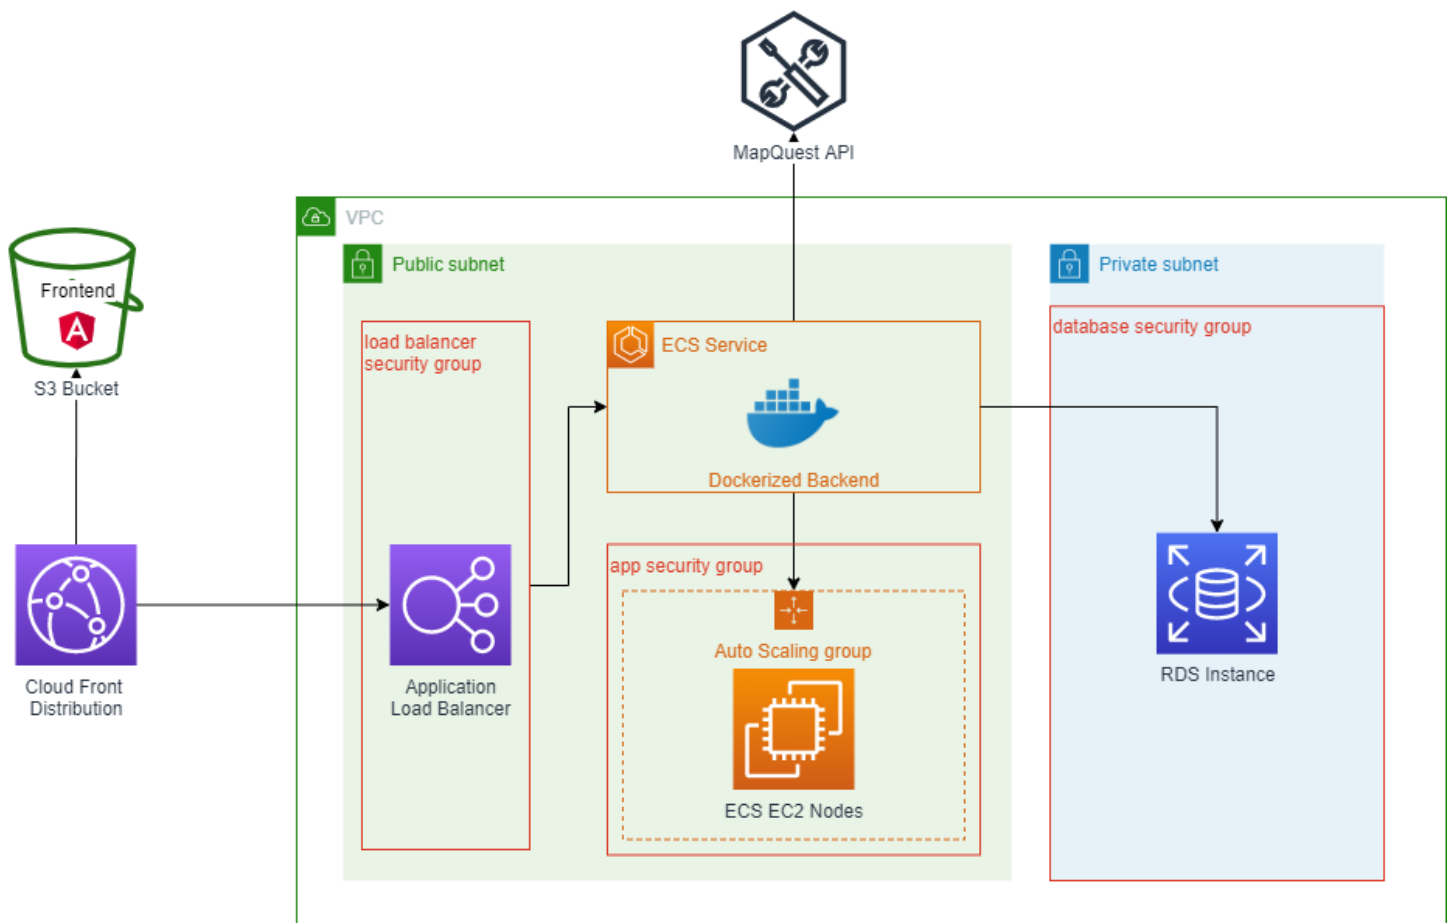 MapQuest API
VPC
Public subnet
Private subnet
Frontend
A
S3 Bucket
load balancer
security group
ECS Service
Dockerized Backend
database security group
app security group
Auto Scaling group
ECS EC2 Nodes
Cloud Front
Distribution
Application
Load Balancer
RDS Instance